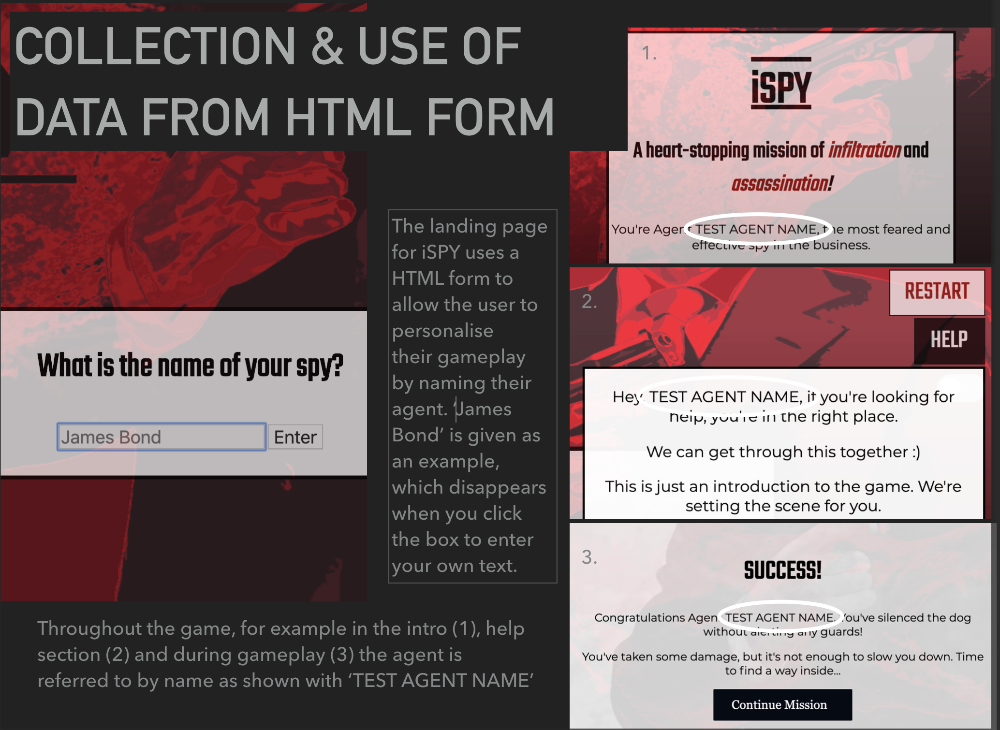 COLLECTION & USE OF
DATA FROM HTML FORM
What is the name of your spy?
James Bond
Enter
The landing page
for iSPY uses a
HTML form to
allow the user to
personalise
their gameplay
by naming their
agent. ‘James
Bond’ is given as
an example,
which disappears
when you click
the box to enter
your own text.
Throughout the game, for example in the intro (1), help
section (2) and during gameplay (3) the agent is
referred to by name as shown with ‘TEST AGENT NAME’
1.
iSPY
A heart-stopping mission of infiltration and
assassination!
You're Agent TEST AGENT NAME, the most feared and
effective spy in the business.
2.
RESTART
HELP
Hey, TEST AGENT NAME, if you're looking for
help, you're in the right place.
We can get through this together :)
This is just an introduction to the game. We're
setting the scene for you.
3.
SUCCESS!
Congratulations Agent TEST AGENT NAME. You've silenced the dog
without alerting any guards!
You've taken some damage, but it's not enough to slow you down. Time
to find a way inside...
Continue Mission